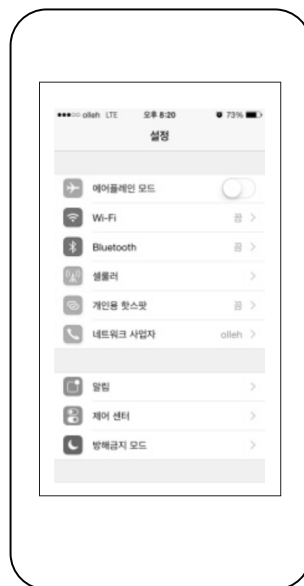 olleh LTE 오후 8:20 73%
설정
에어플레인 모드
Wi-Fi 끔
Bluetooth 끔
셀룰러
개인용 핫스팟 끔
네트워크 사업자 olleh
알림
제어 센터
방해금지 모드